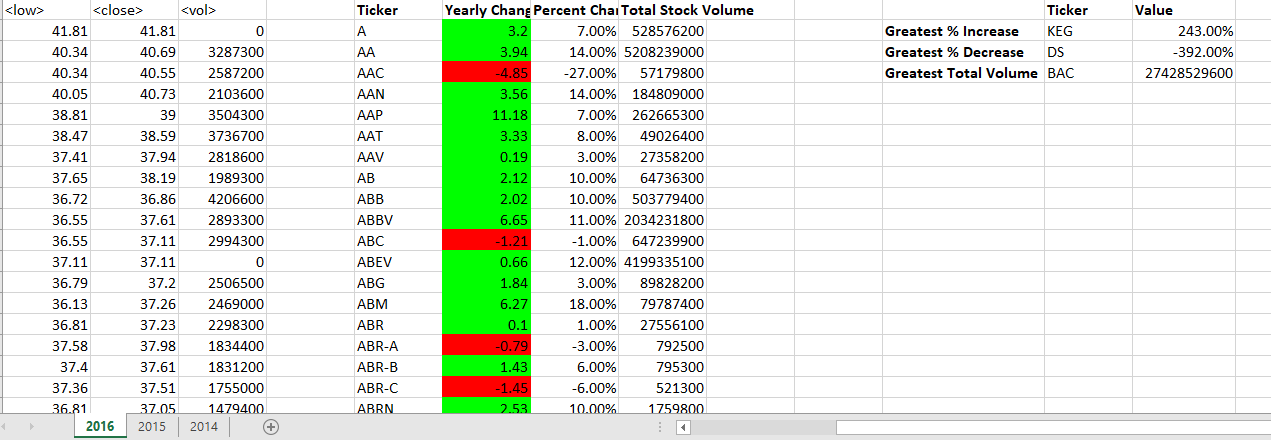 <low> <close> <vol> Ticker Yearly Chang Percent Chai Total Stock Volume Ticker Value
41.81 41.81 0 A 3.2 7.00% 528576200 Greatest % Increase KEG 243.00%
40.34 40.69 3287300 AA 3.94 14.00% 5208239000 Greatest % Decrease DS -392.00%
40.34 40.55 2587200 AAC -4.85 -27.00% 57179800 Greatest Total Volume BAC 27428529600
40.05 40.73 2103600 AAN 3.56 14.00% 184809000
38.81 39 3504300 AAP 11.18 7.00% 262665300
38.47 38.59 3736700 AAT 3.33 8.00% 49026400
37.41 37.94 2818600 AAV 0.19 3.00% 27358200
37.65 38.19 1989300 AB 2.12 10.00% 64736300
36.72 36.86 4206600 ABB 2.02 10.00% 503779400
36.55 37.61 2893300 ABBV 6.65 11.00% 2034231800
36.55 37.11 2994300 ABC -1.21 -1.00% 647239900
37.11 37.11 0 ABEV 0.66 12.00% 4199335100
36.79 37.2 2506500 ABG 1.84 3.00% 89828200
36.13 37.26 2469000 ABM 6.27 18.00% 79787400
36.81 37.23 2298300 ABR 0.1 1.00% 27556100
37.58 37.98 1834400 ABR-A -0.79 -3.00% 792500
37.4 37.61 1831200 ABR-B 1.43 6.00% 795300
37.36 37.51 1755000 ABR-C -1.45 -6.00% 521300
36.81 37.05 1479400 ABRN 2.53 10.00% 1759800
2016 2015 2014